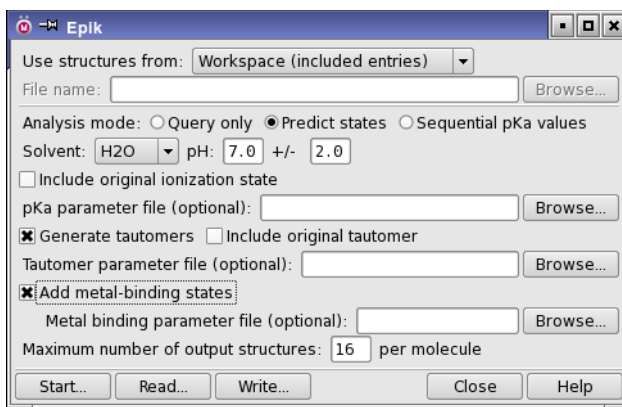 Epik
Use structures from: Workspace (included entries)
File name: Browse...
Analysis mode: Query only Predict states Sequential pKa values
Solvent: H2O pH: 7.0 +/- 2.0
Include original ionization state
pKa parameter file (optional): Browse...
Generate tautomers Include original tautomer
Tautomer parameter file (optional): Browse...
Add metal-binding states
Metal binding parameter file (optional): Browse...
Maximum number of output structures: 16 per molecule
Start... Read... Write... Close Help